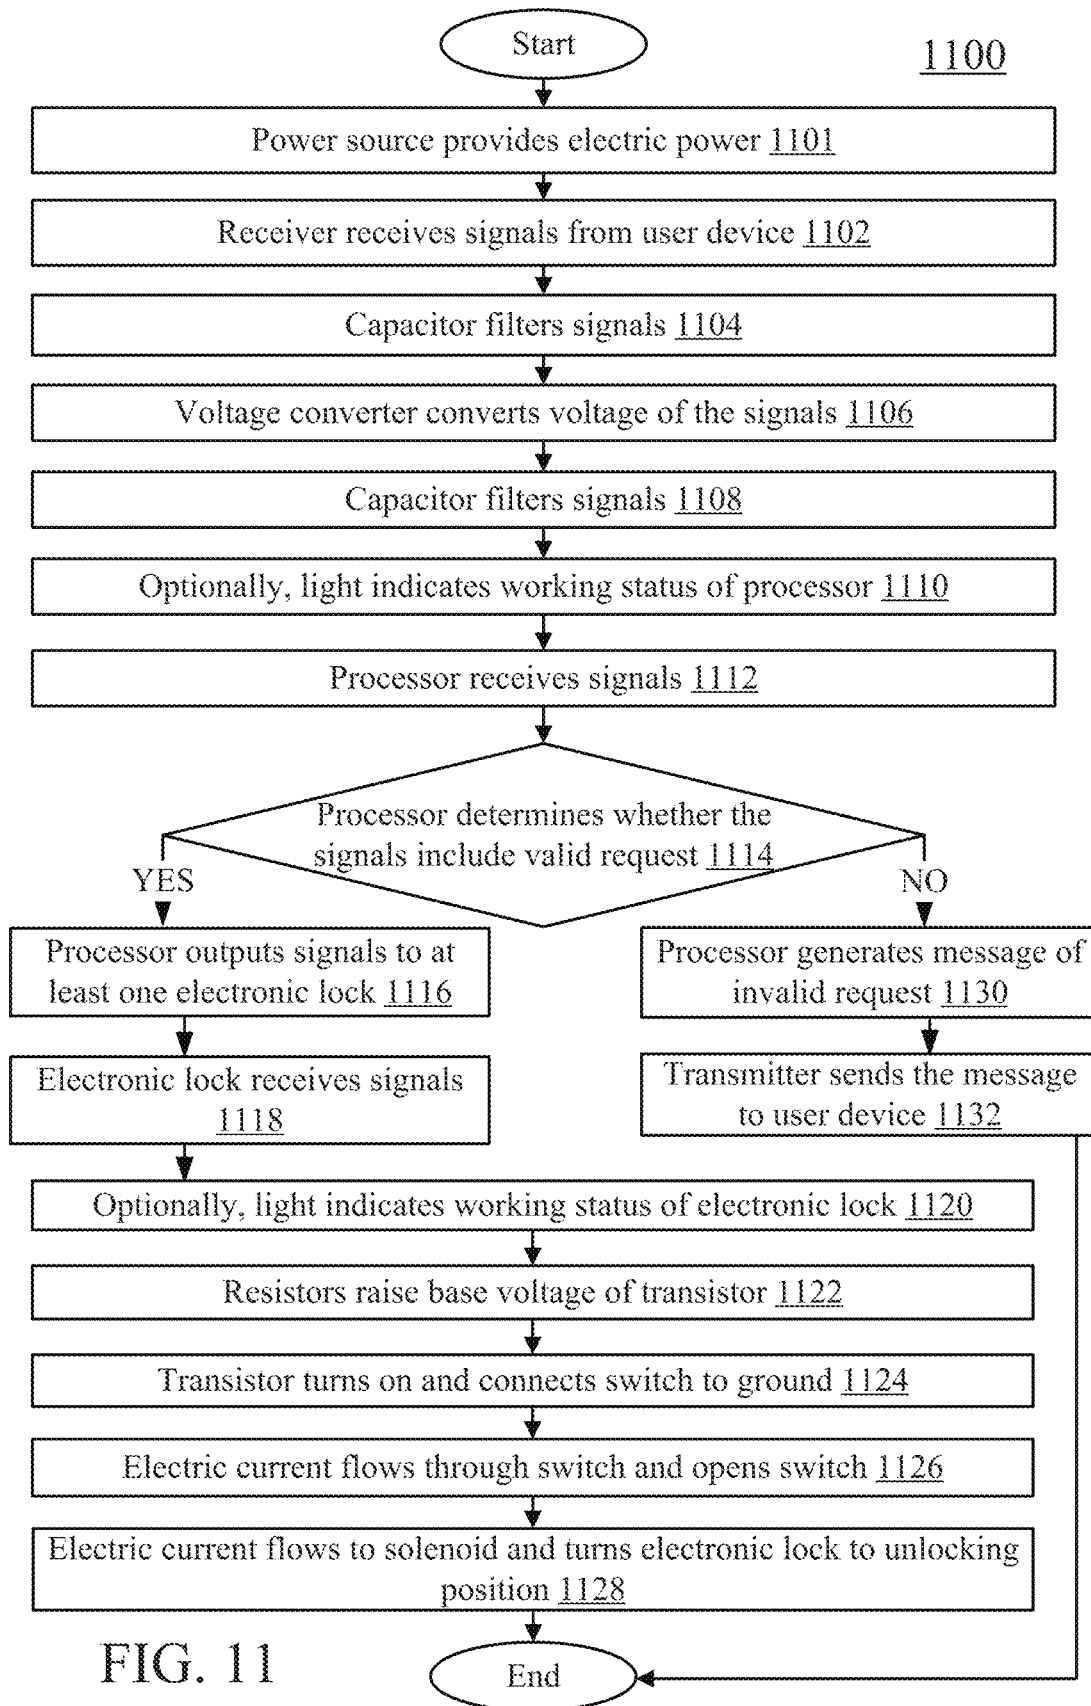 Start
1100
Power source provides electric power 1101
Receiver receives signals from user device 1102
Capacitor filters signals 1104
Voltage converter converts voltage of the signals 1106
Capacitor filters signals 1108
Optionally, light indicates working status of processor 1110
Processor receives signals 1112
Processor determines whether the
signals include valid request 1114
YES
NO
Processor outputs signals to at
least one electronic lock 1116
Processor generates message of
invalid request 1130
Electronic lock receives signals
1118
Transmitter sends the message
to user device 1132
Optionally, light indicates working status of electronic lock 1120
Resistors raise base voltage of transistor 1122
Transistor turns on and connects switch to ground 1124
Electric current flows through switch and opens switch 1126
Electric current flows to solenoid and turns electronic lock to unlocking
position 1128
FIG. 11
End